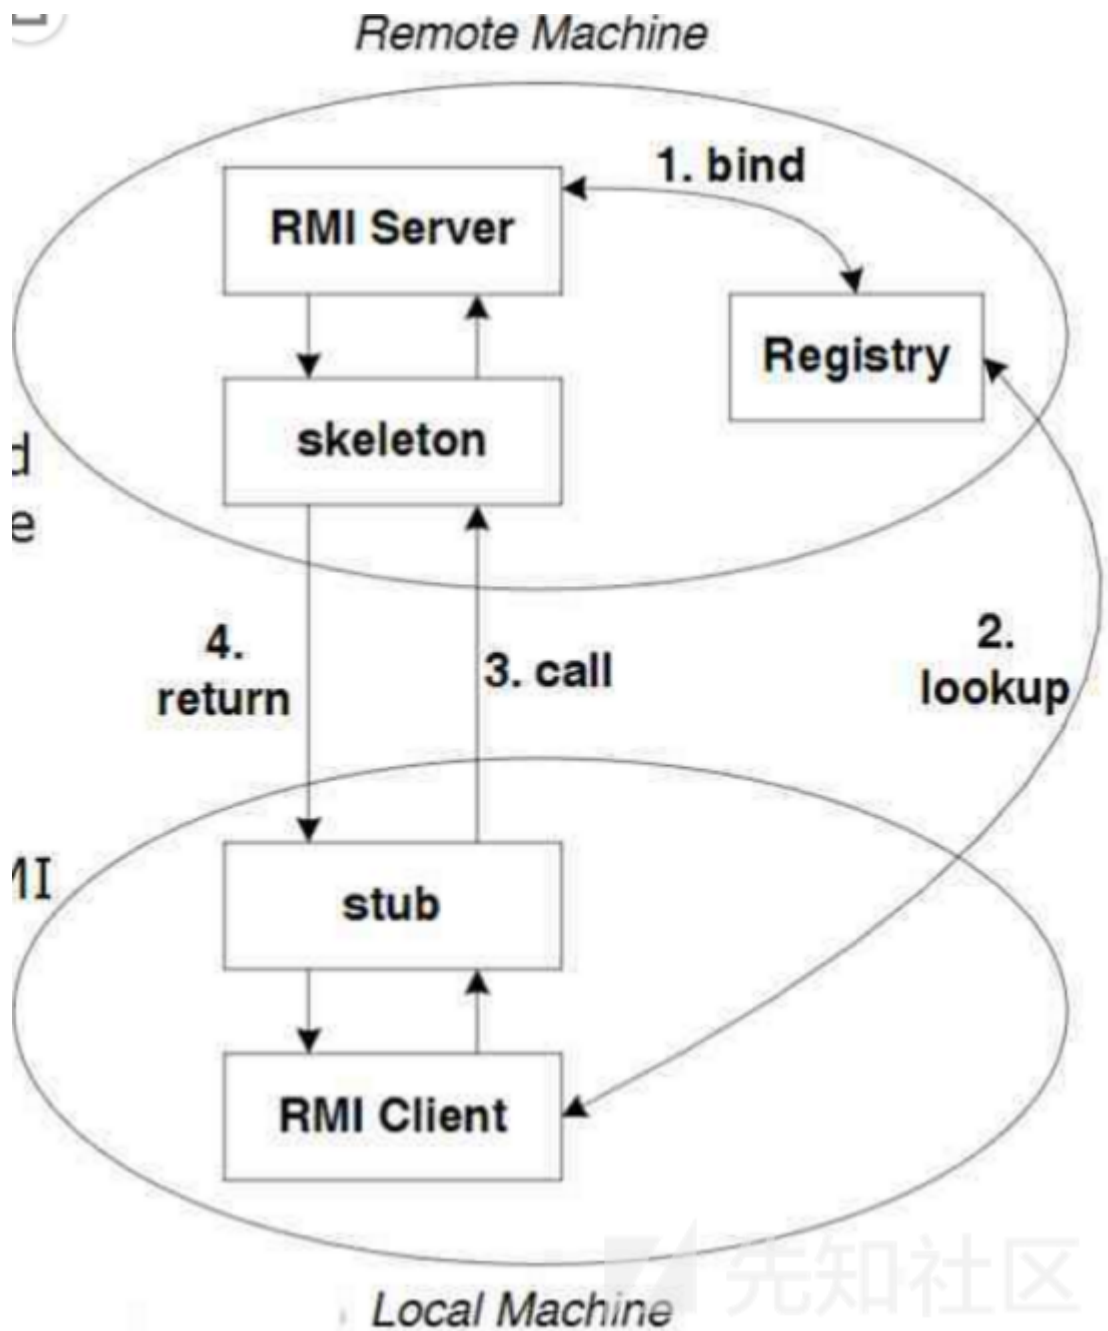 Remote Machine
1. bind
RMI Server
Registry
skeleton
d
e
4.
return
3. call
2.
lookup
MI
stub
RMI Client
先知社区
Local Machine